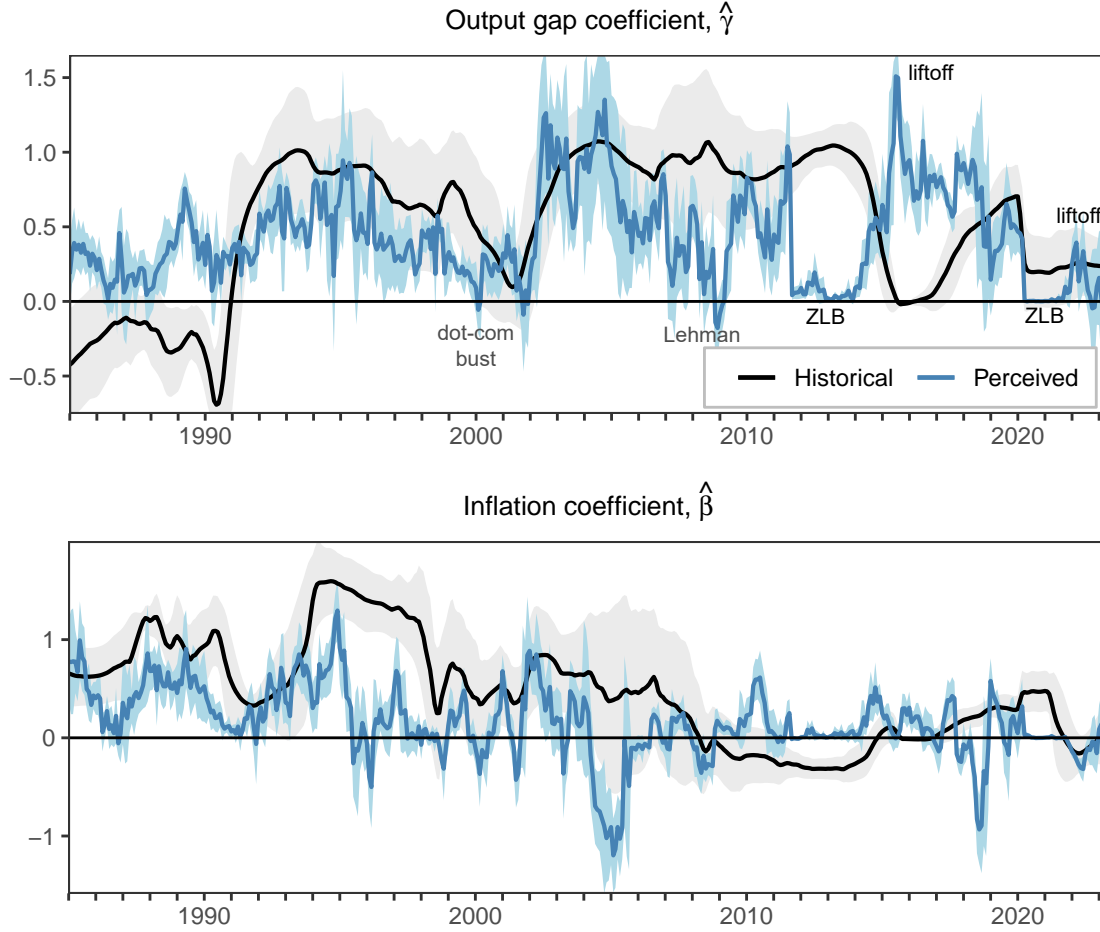 Output gap coefficient, γ̂
1.5
1.0
0.5
0.0
−0.5
liftoff
liftoff
dot-com
bust
Lehman
ZLB
ZLB
Historical
Perceived
1990
2000
2010
2020
Inflation coefficient, β̂
1
0
−1
1990
2000
2010
2020